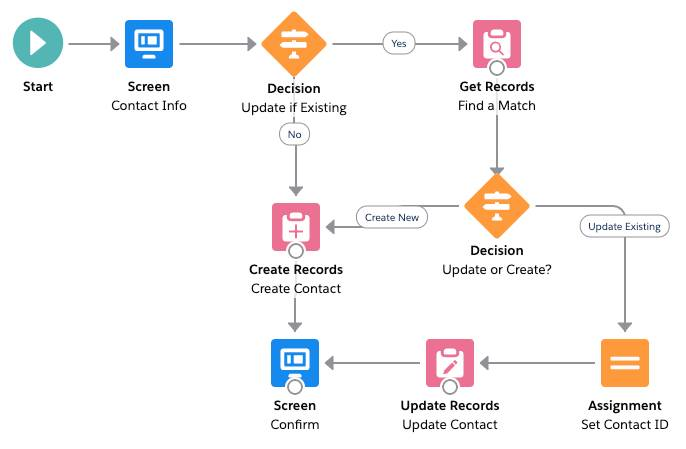 Start
Screen
Contact Info
Decision
Update if Existing
Yes
Get Records
Find a Match
No
Create Records
Create Contact
Create New
Decision
Update or Create?
Update Existing
Screen
Confirm
Update Records
Update Contact
Assignment
Set Contact ID